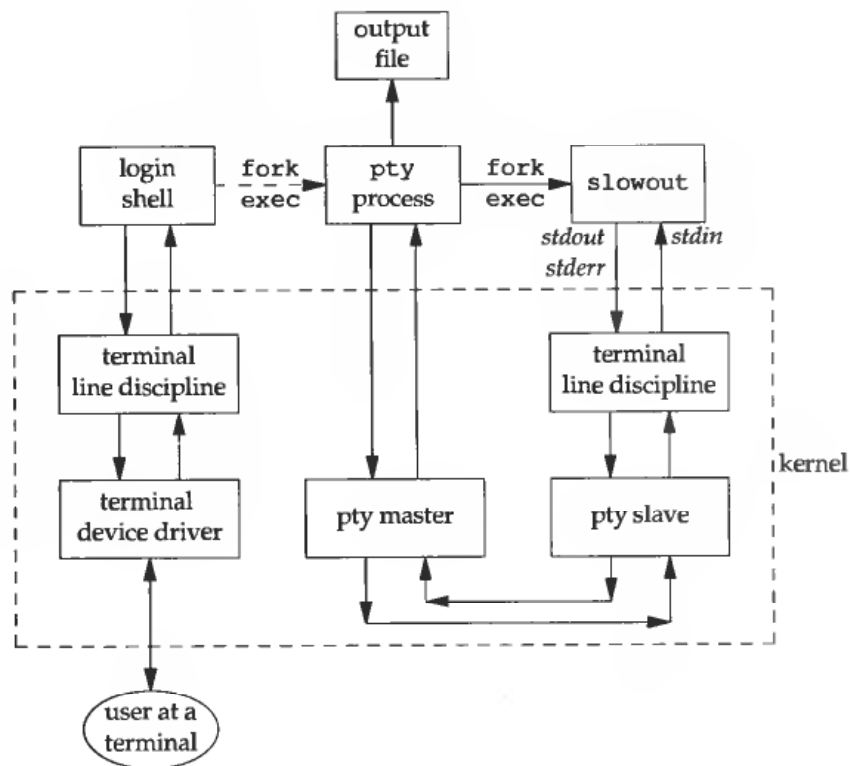 output
file
login
shell
fork
exec
pty
process
fork
exec
slowout
stdout
stderr
stdin
terminal
line discipline
terminal
line discipline
kernel
terminal
device driver
pty master
pty slave
user at a
terminal